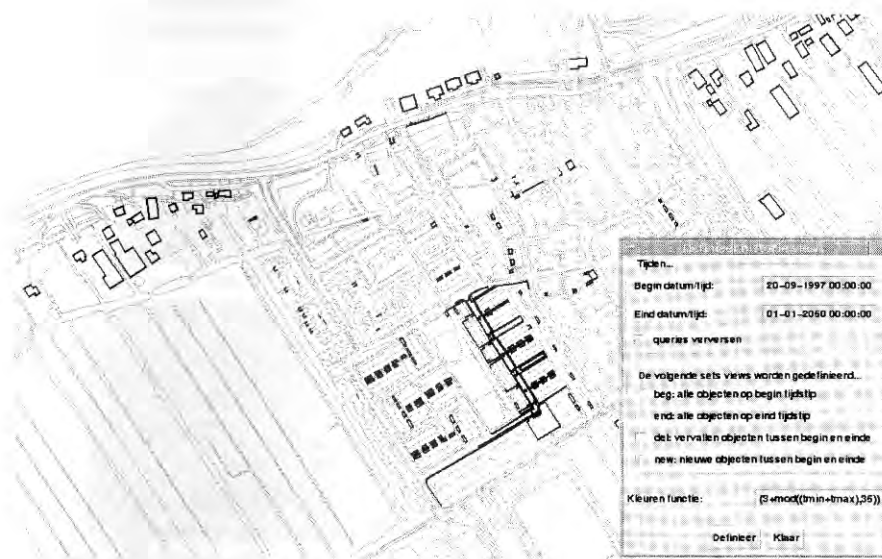 Tijden...
Begin datum/tijd: 20-09-1997 00:00:00
Eind datum/tijd: 01-01-2050 00:00:00
queries verversen
De volgende sets views worden gedefinieerd...
beg: alle objecten op begin tijdstip
end: alle objecten op eind tijdstip
del: vervallen objecten tussen begin en einde
new: nieuwe objecten tussen begin en einde
Kleuren functie: (3+mod((tmin+tmax),35))
Definieer Klaar